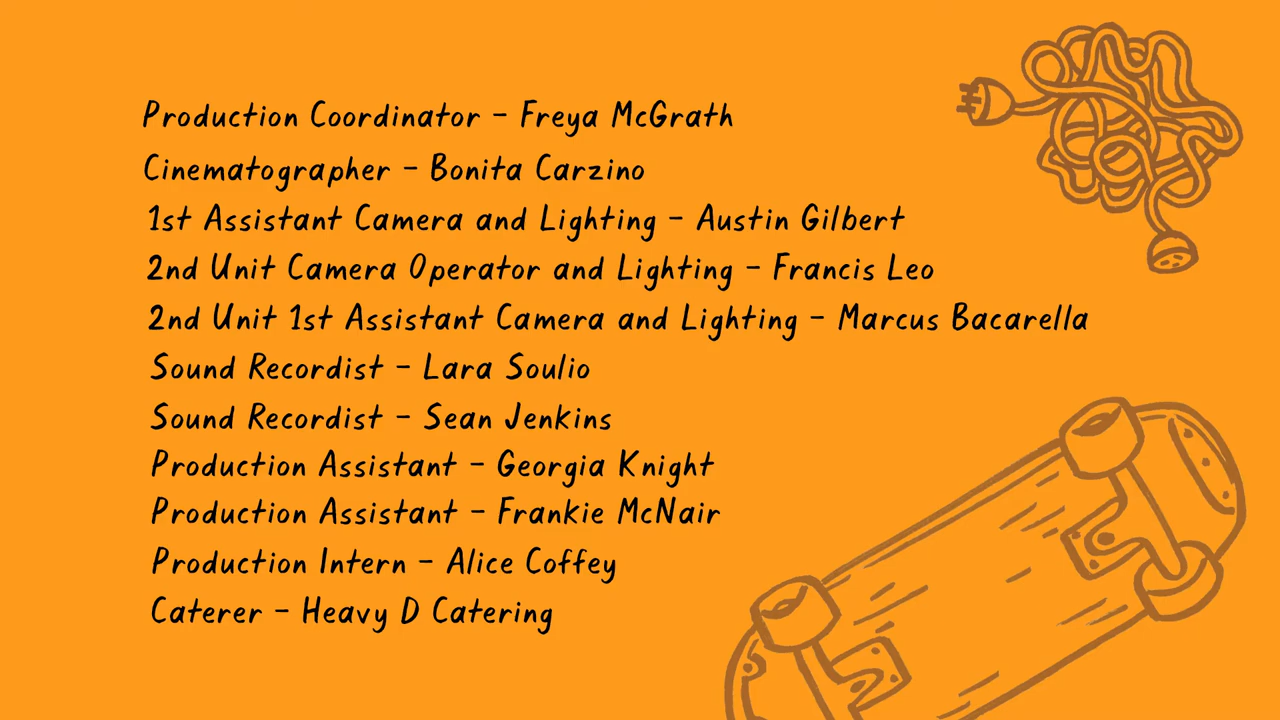 Production Coordinator - Freya McGrath
Cinematographer - Bonita Carzino
1st Assistant Camera and Lighting - Austin Gilbert
2nd Unit Camera Operator and Lighting - Francis Leo
2nd Unit 1st Assistant Camera and Lighting - Marcus Bacarella
Sound Recordist - Lara Soulio
Sound Recordist - Sean Jenkins
Production Assistant - Georgia Knight
Production Assistant - Frankie McNair
Production Intern - Alice Coffey
Caterer - Heavy D Catering